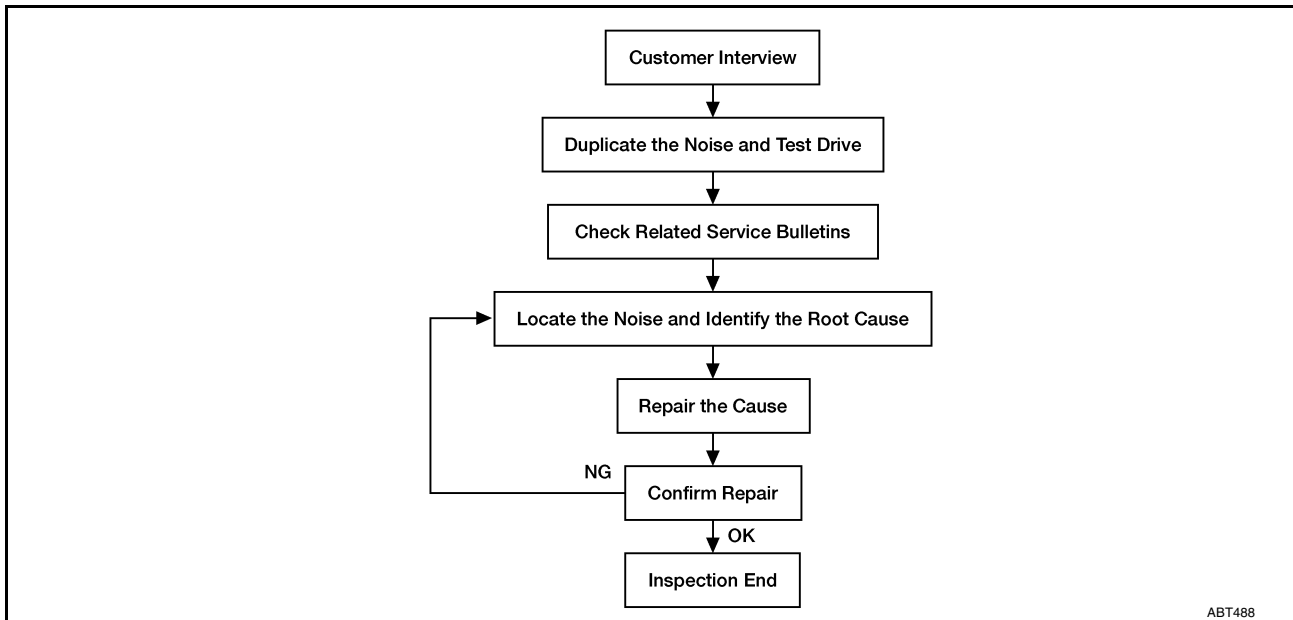 Customer Interview
Duplicate the Noise and Test Drive
Check Related Service Bulletins
Locate the Noise and Identify the Root Cause
Repair the Cause
NG
Confirm Repair
OK
Inspection End
ABT488